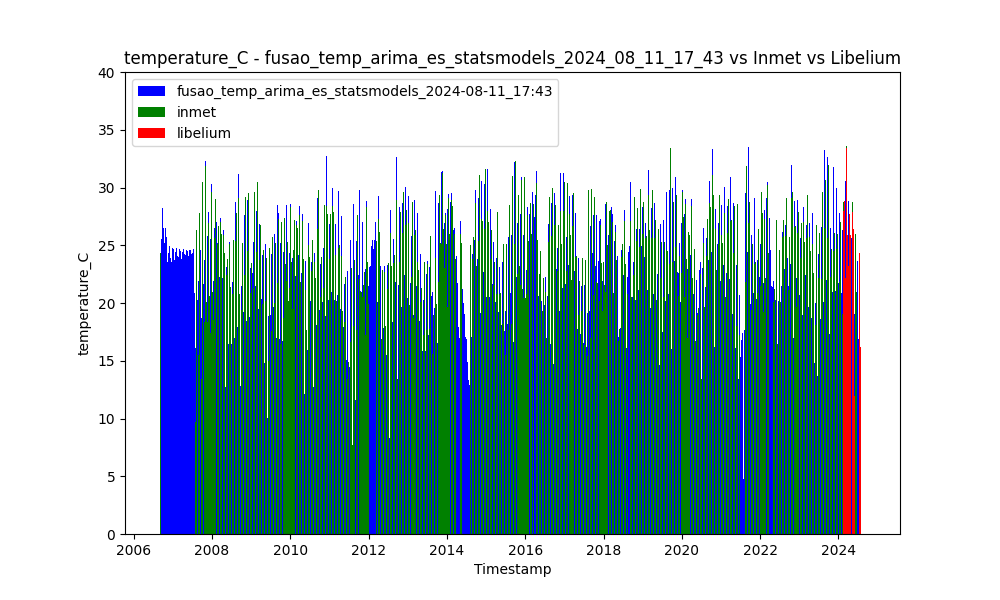 temperature_C - fusao_temp_arima_es_statsmodels_2024_08_11_17_43 vs Inmet vs Libelium
fusao_temp_arima_es_statsmodels_2024-08-11_17:43
inmet
libelium
40
35
30
25
20
15
10
5
0
temperature_C
2006 2008 2010 2012 2014 2016 2018 2020 2022 2024
Timestamp